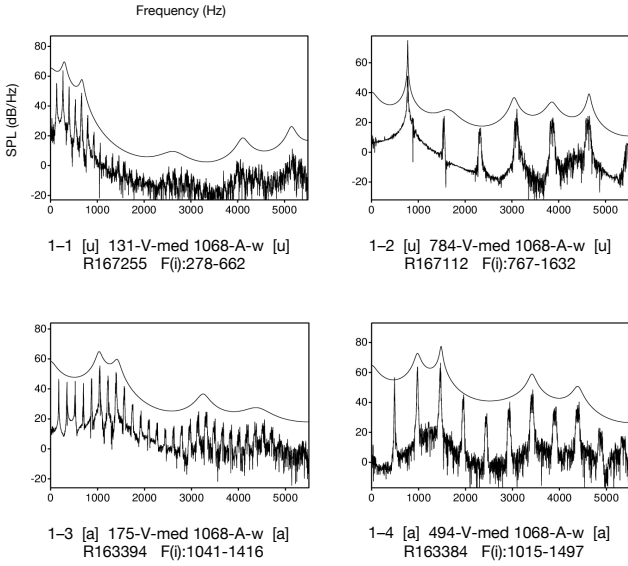 Frequency (Hz)
SPL (dB/Hz)
80
60
40
20
0
-20
0 1000 2000 3000 4000 5000
1–1 [u] 131-V-med 1068-A-w [u]
R167255 F(i):278-662
80
60
40
20
0
-20
0 1000 2000 3000 4000 5000
1–2 [u] 784-V-med 1068-A-w [u]
R167112 F(i):767-1632
80
60
40
20
0
-20
0 1000 2000 3000 4000 5000
1–3 [a] 175-V-med 1068-A-w [a]
R163394 F(i):1041-1416
80
60
40
20
0
0 1000 2000 3000 4000 5000
1–4 [a] 494-V-med 1068-A-w [a]
R163384 F(i):1015-1497